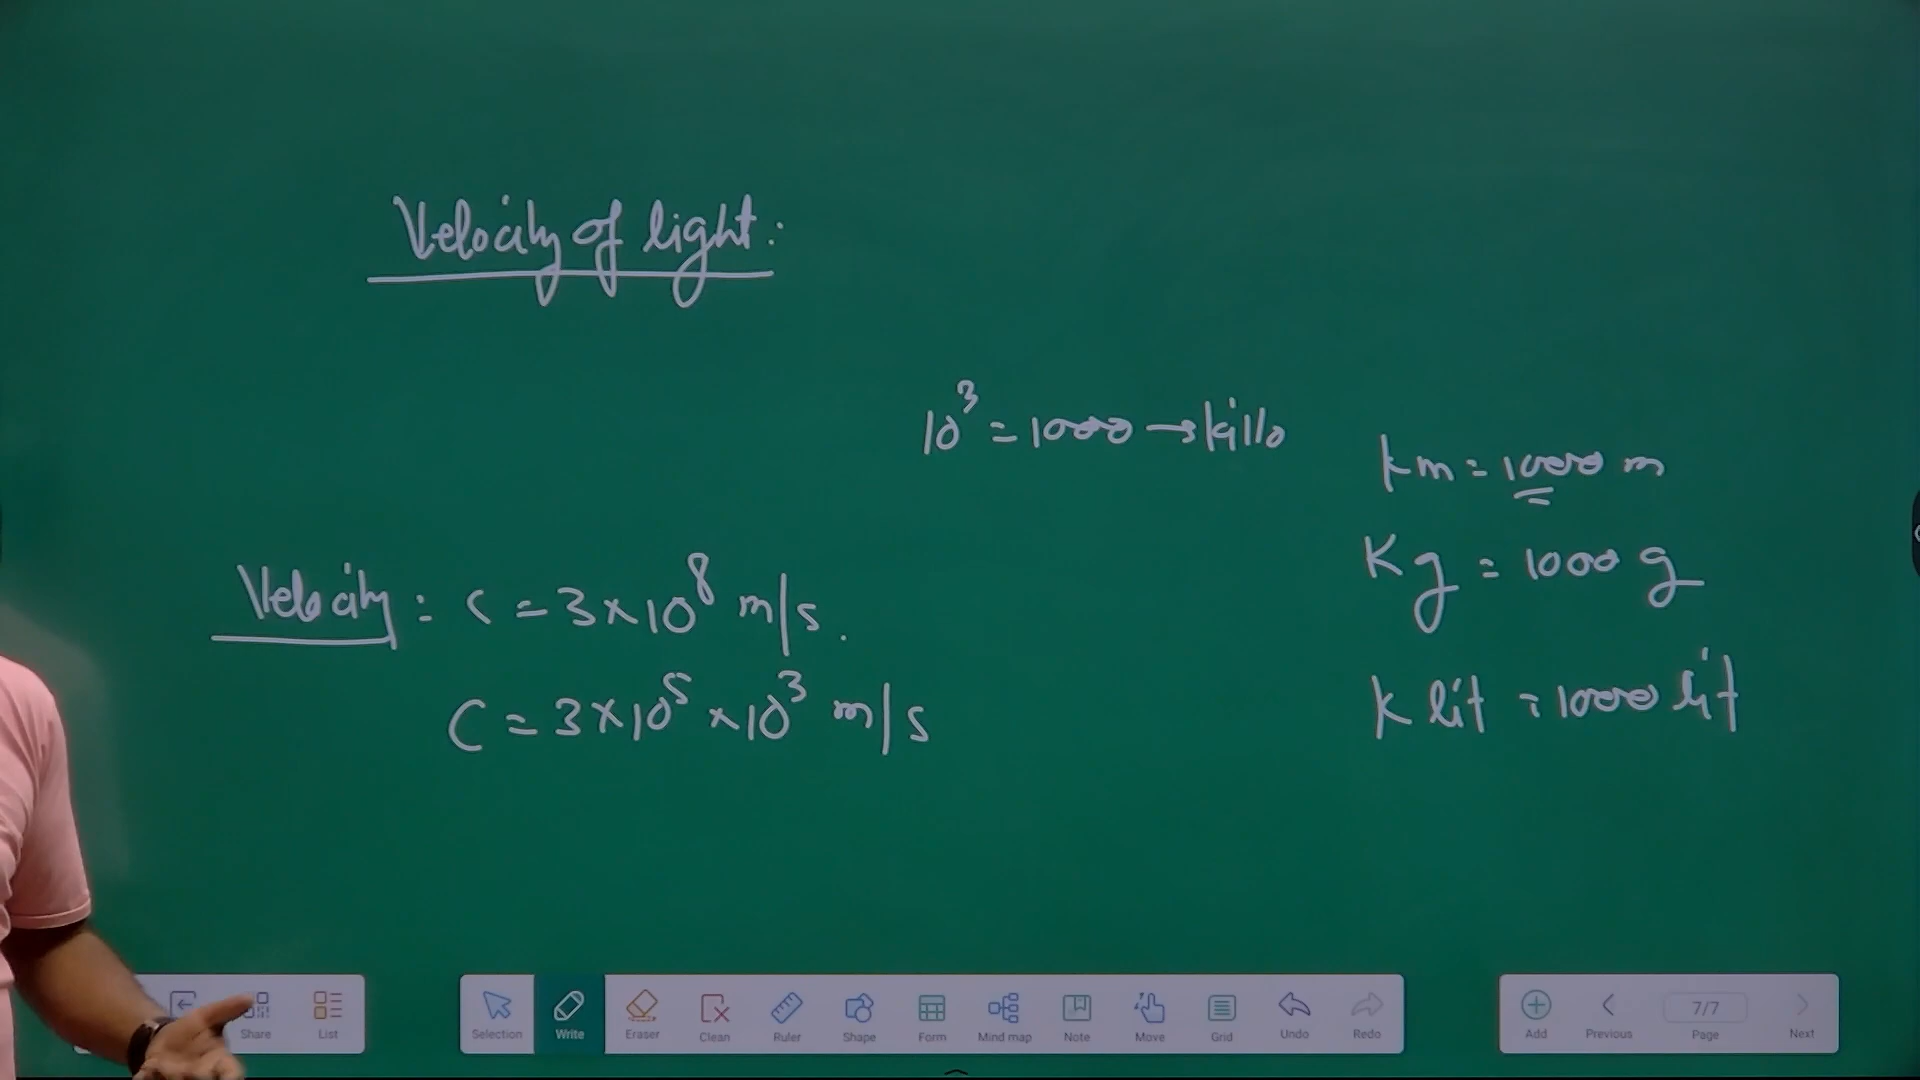 Velocity of light:
10³ = 1000 → killo
km = 1000 m
Kg = 1000 g
K lit = 1000 lit
Velocity : C = 3×10⁸ m/s.
C = 3×10⁵ ×10³ m/s
Share
List
Selection
Write
Eraser
Clean
Ruler
Shape
Form
Mind map
Note
Move
Grid
Undo
Redo
Add
Previous
7/7
Page
Next